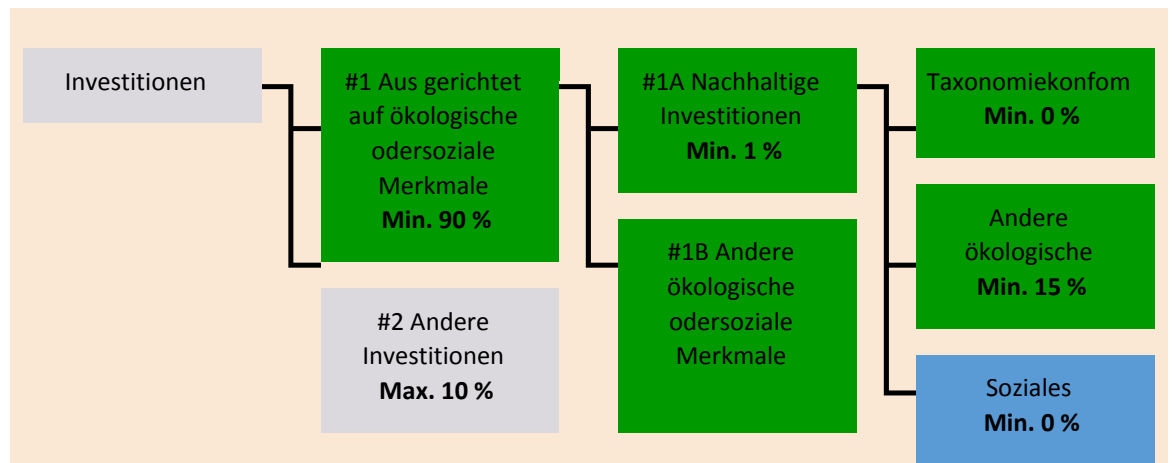 Investitionen
#1 Aus gerichtet
auf ökologische
odersoziale
Merkmale
Min. 90 %
#2 Andere
Investitionen
Max. 10 %
#1A Nachhaltige
Investitionen
Min. 1 %
#1B Andere
ökologische
odersoziale
Merkmale
Taxonomiekonfom
Min. 0 %
Andere
ökologische
Min. 15 %
Soziales
Min. 0 %